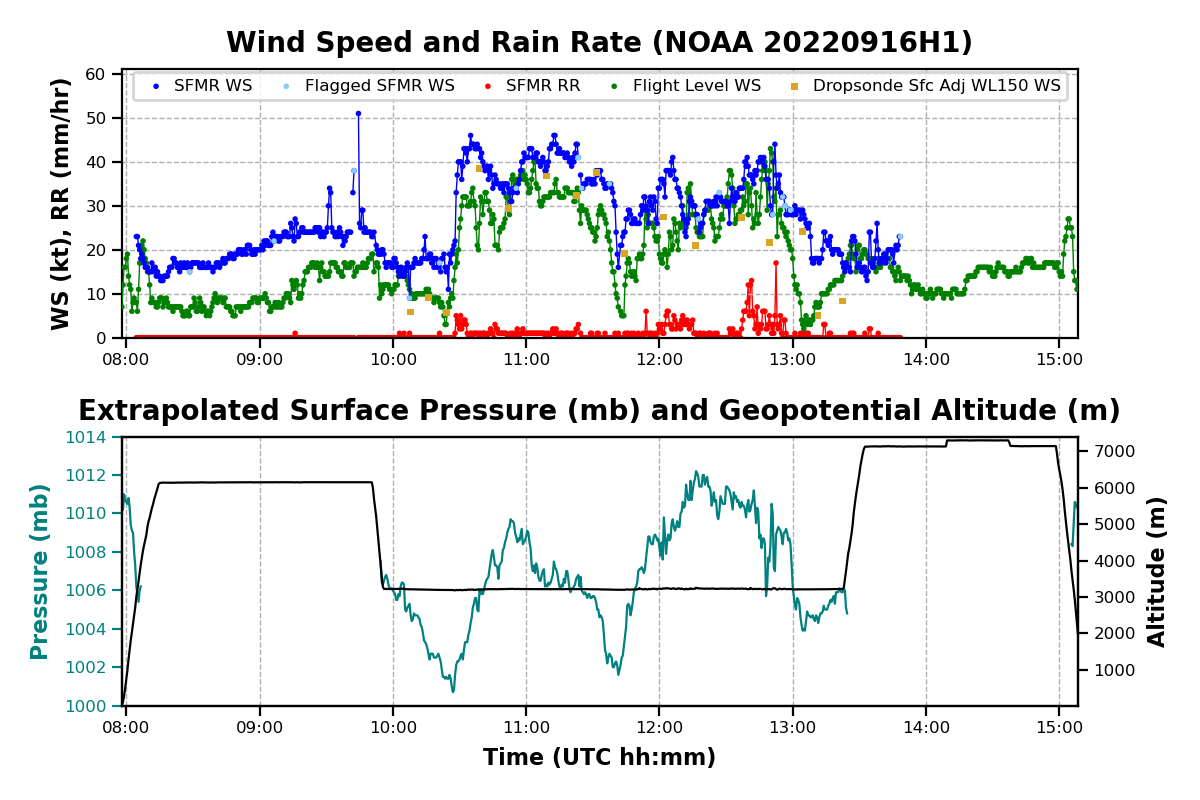 Wind Speed and Rain Rate (NOAA 20220916H1)
SFMR WS Flagged SFMR WS SFMR RR Flight Level WS Dropsonde Sfc Adj WL150 WS
WS (kt), RR (mm/hr)
60
50
40
30
20
10
0
08:00 09:00 10:00 11:00 12:00 13:00 14:00 15:00
Extrapolated Surface Pressure (mb) and Geopotential Altitude (m)
Pressure (mb)
1014
1012
1010
1008
1006
1004
1002
1000
7000
6000
5000
4000
3000
2000
1000
Altitude (m)
08:00 09:00 10:00 11:00 12:00 13:00 14:00 15:00
Time (UTC hh:mm)